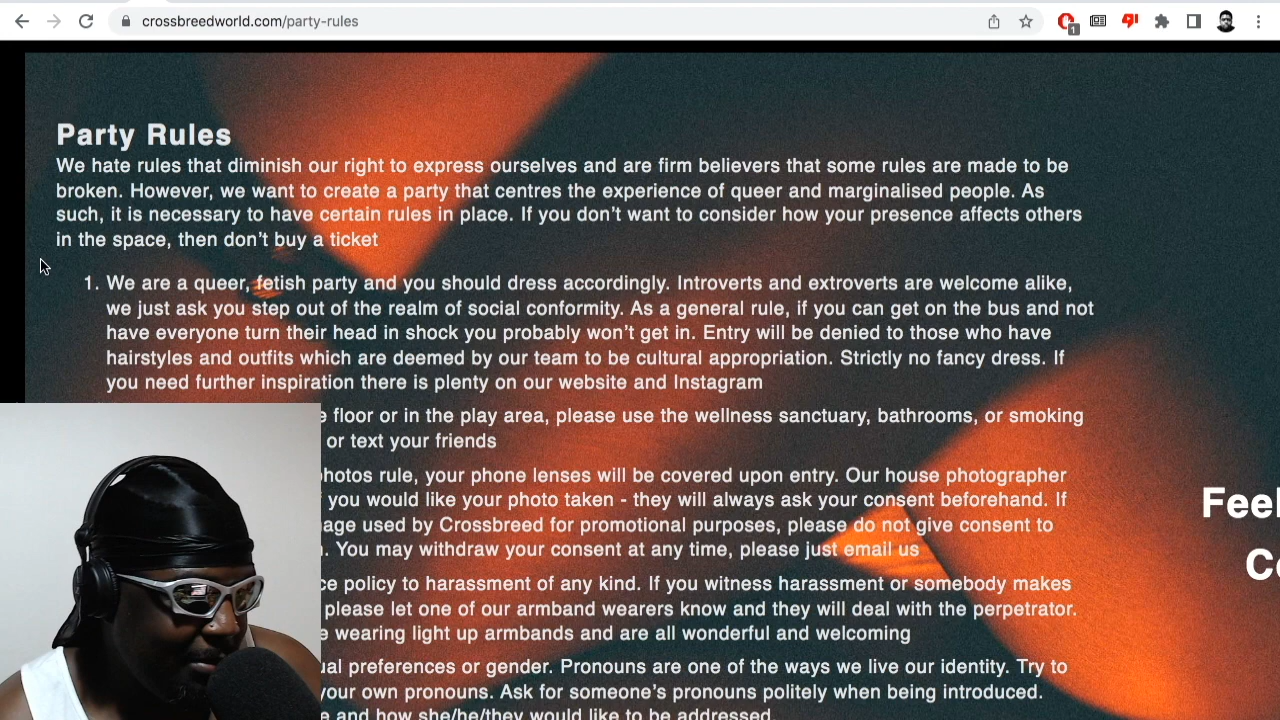 crossbreedworld.com/party-rules
1
Party Rules
We hate rules that diminish our right to express ourselves and are firm believers that some rules are made to be
broken. However, we want to create a party that centres the experience of queer and marginalised people. As
such, it is necessary to have certain rules in place. If you don't want to consider how your presence affects others
in the space, then don't buy a ticket
1. We are a queer, fetish party and you should dress accordingly. Introverts and extroverts are welcome alike,
we just ask you step out of the realm of social conformity. As a general rule, if you can get on the bus and not
have everyone turn their head in shock you probably won't get in. Entry will be denied to those who have
hairstyles and outfits which are deemed by our team to be cultural appropriation. Strictly no fancy dress. If
you need further inspiration there is plenty on our website and Instagram
floor or in the play area, please use the wellness sanctuary, bathrooms, or smoking
or text your friends
photos rule, your phone lenses will be covered upon entry. Our house photographer
you would like your photo taken - they will always ask your consent beforehand. If
used by Crossbreed for promotional purposes, please do not give consent to
You may withdraw your consent at any time, please just email us
policy to harassment of any kind. If you witness harassment or somebody makes
please let one of our armband wearers know and they will deal with the perpetrator.
wearing light up armbands and are all wonderful and welcoming
preferences or gender. Pronouns are one of the ways we live our identity. Try to
your own pronouns. Ask for someone's pronouns politely when being introduced.
and how she/he/they would like to be addressed.
Feel